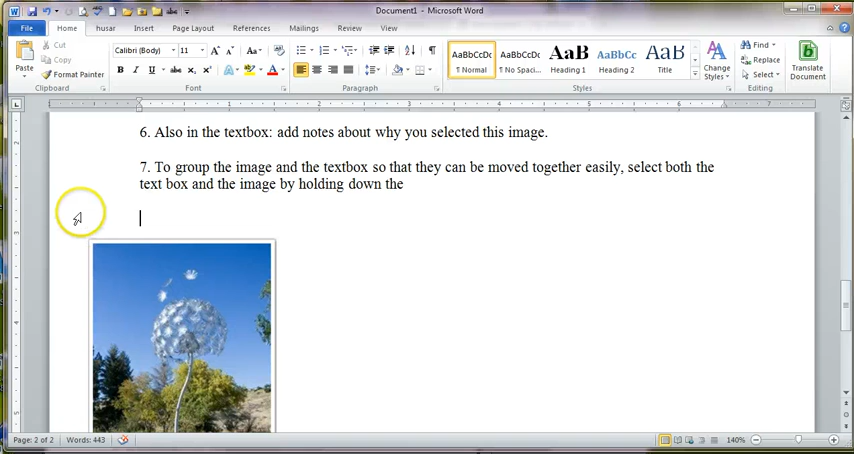 Document1 - Microsoft Word
File Home husar Insert Page Layout References Mailings Review View
Paste Cut Copy Format Painter Clipboard
Calibri (Body) 11 Font
Paragraph
AaBbCcDc ¶ Normal AaBbCcDc ¶ No Spaci... AaB Heading 1 AaBbCc Heading 2 AaB Title Change Styles Styles
Find Replace Select Editing
Translate Document
6. Also in the textbox: add notes about why you selected this image.
7. To group the image and the textbox so that they can be moved together easily, select both the
text box and the image by holding down the
Page: 2 of 2 Words: 443 140%